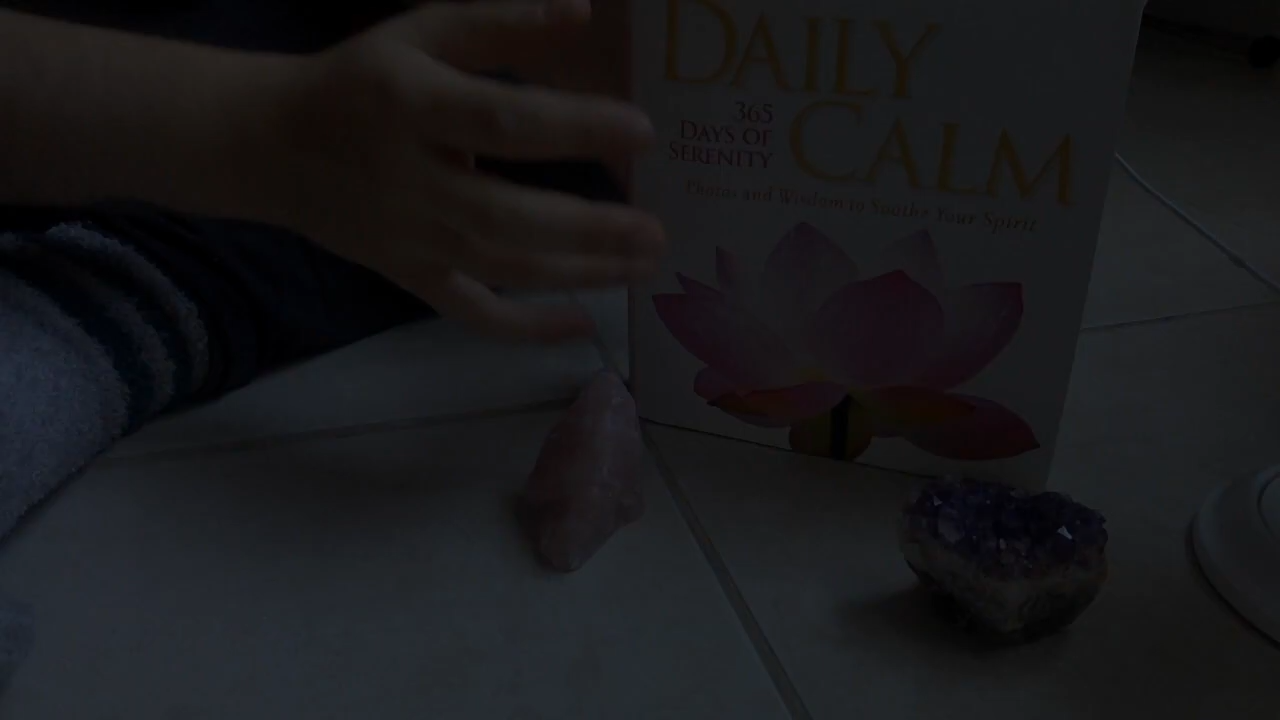 DAILY
365
DAYS OF
SERENITY
CALM
Photos and Wisdom to Soothe Your Spirit